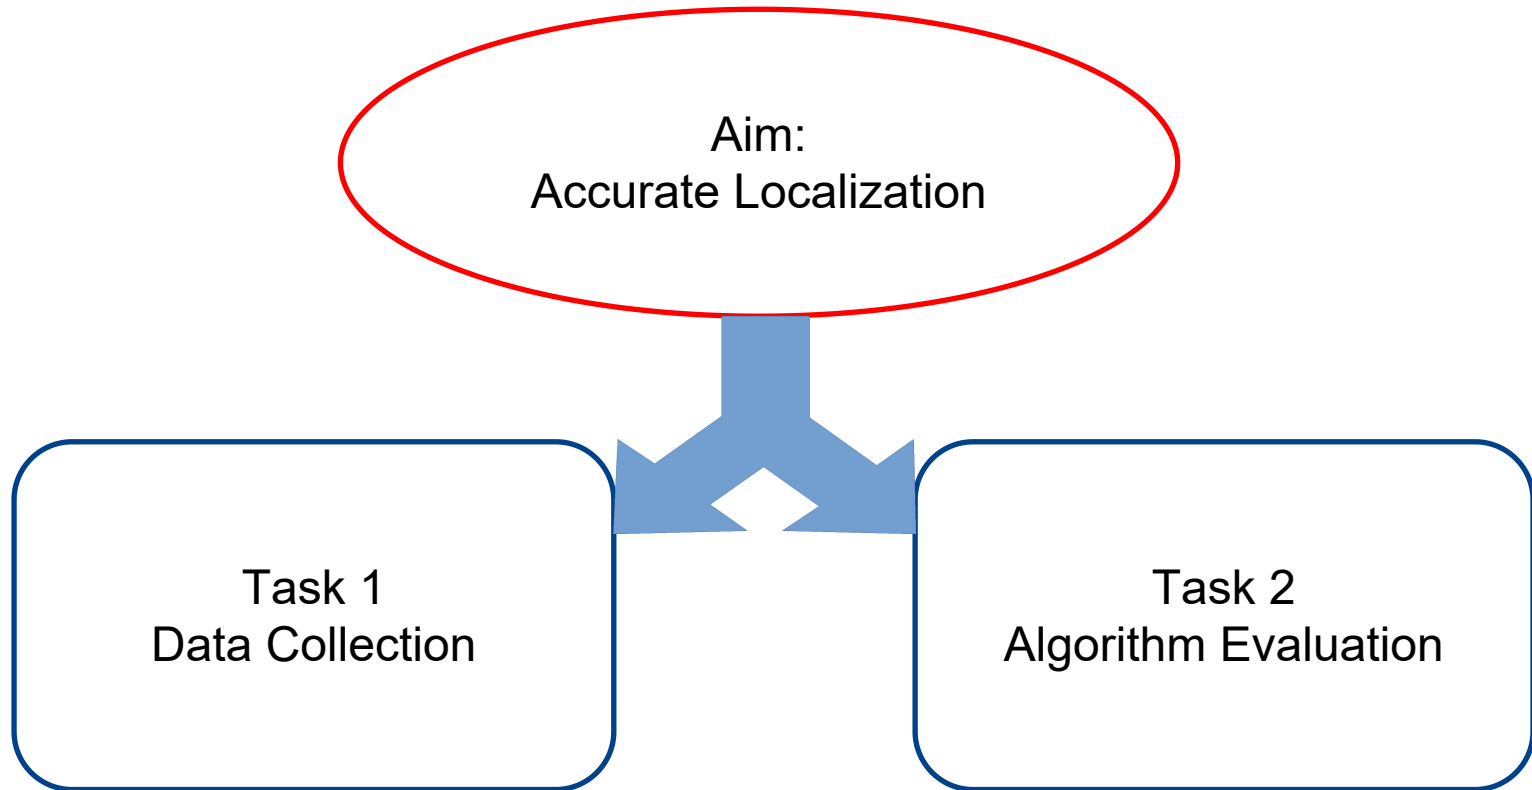 Aim:
Accurate Localization
Task 1
Data Collection
Task 2
Algorithm Evaluation